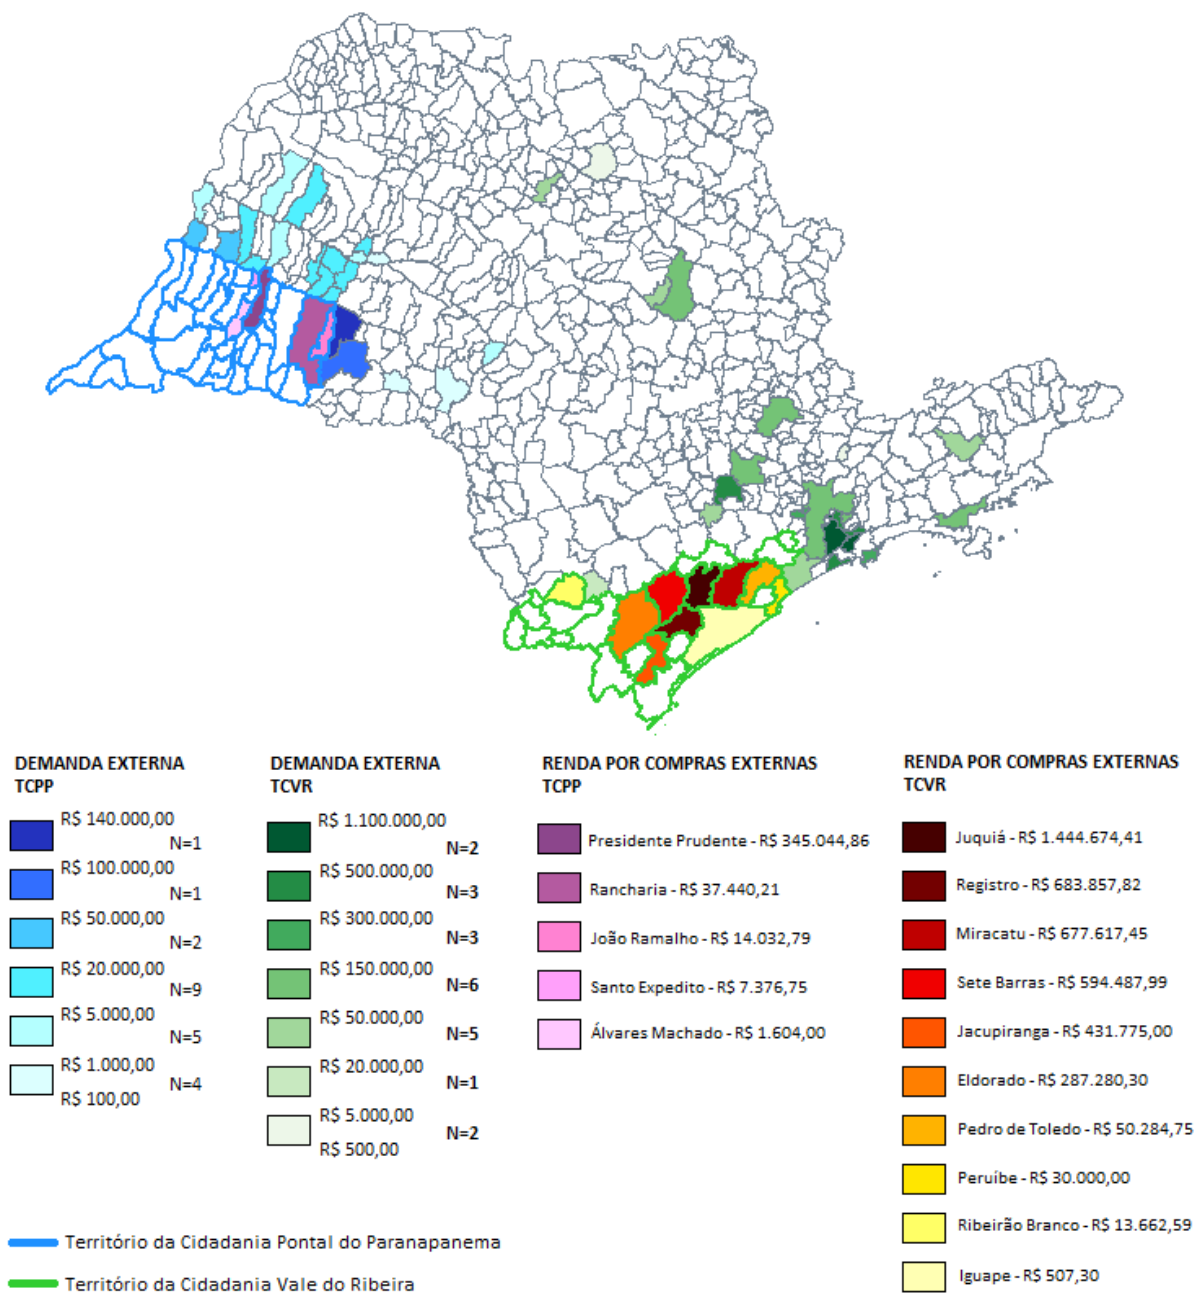 DEMANDA EXTERNA
TCPP
R$ 140.000,00
N=1
R$ 100.000,00
N=1
R$ 50.000,00
N=2
R$ 20.000,00
N=9
R$ 5.000,00
N=5
R$ 1.000,00
N=4
R$ 100,00
DEMANDA EXTERNA
TCVR
R$ 1.100.000,00
N=2
R$ 500.000,00
N=3
R$ 300.000,00
N=3
R$ 150.000,00
N=6
R$ 50.000,00
N=5
R$ 20.000,00
N=1
R$ 5.000,00
N=2
R$ 500,00
RENDA POR COMPRAS EXTERNAS
TCPP
Presidente Prudente - R$ 345.044,86
Rancharia - R$ 37.440,21
João Ramalho - R$ 14.032,79
Santo Expedito - R$ 7.376,75
Álvares Machado - R$ 1.604,00
RENDA POR COMPRAS EXTERNAS
TCVR
Juquiá - R$ 1.444.674,41
Registro - R$ 683.857,82
Miracatu - R$ 677.617,45
Sete Barras - R$ 594.487,99
Jacupiranga - R$ 431.775,00
Eldorado - R$ 287.280,30
Pedro de Toledo - R$ 50.284,75
Peruíbe - R$ 30.000,00
Ribeirão Branco - R$ 13.662,59
Iguape - R$ 507,30
Território da Cidadania Pontal do Paranapanema
Território da Cidadania Vale do Ribeira